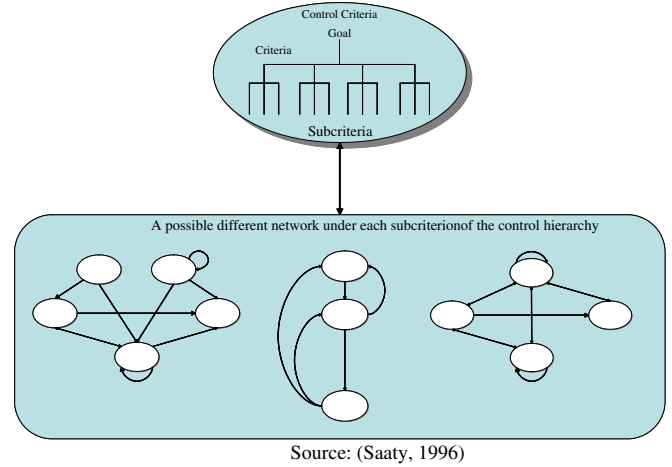 Control Criteria
Goal
Criteria
Subcriteria
A possible different network under each subcriterionof the control hierarchy
Source: (Saaty, 1996)